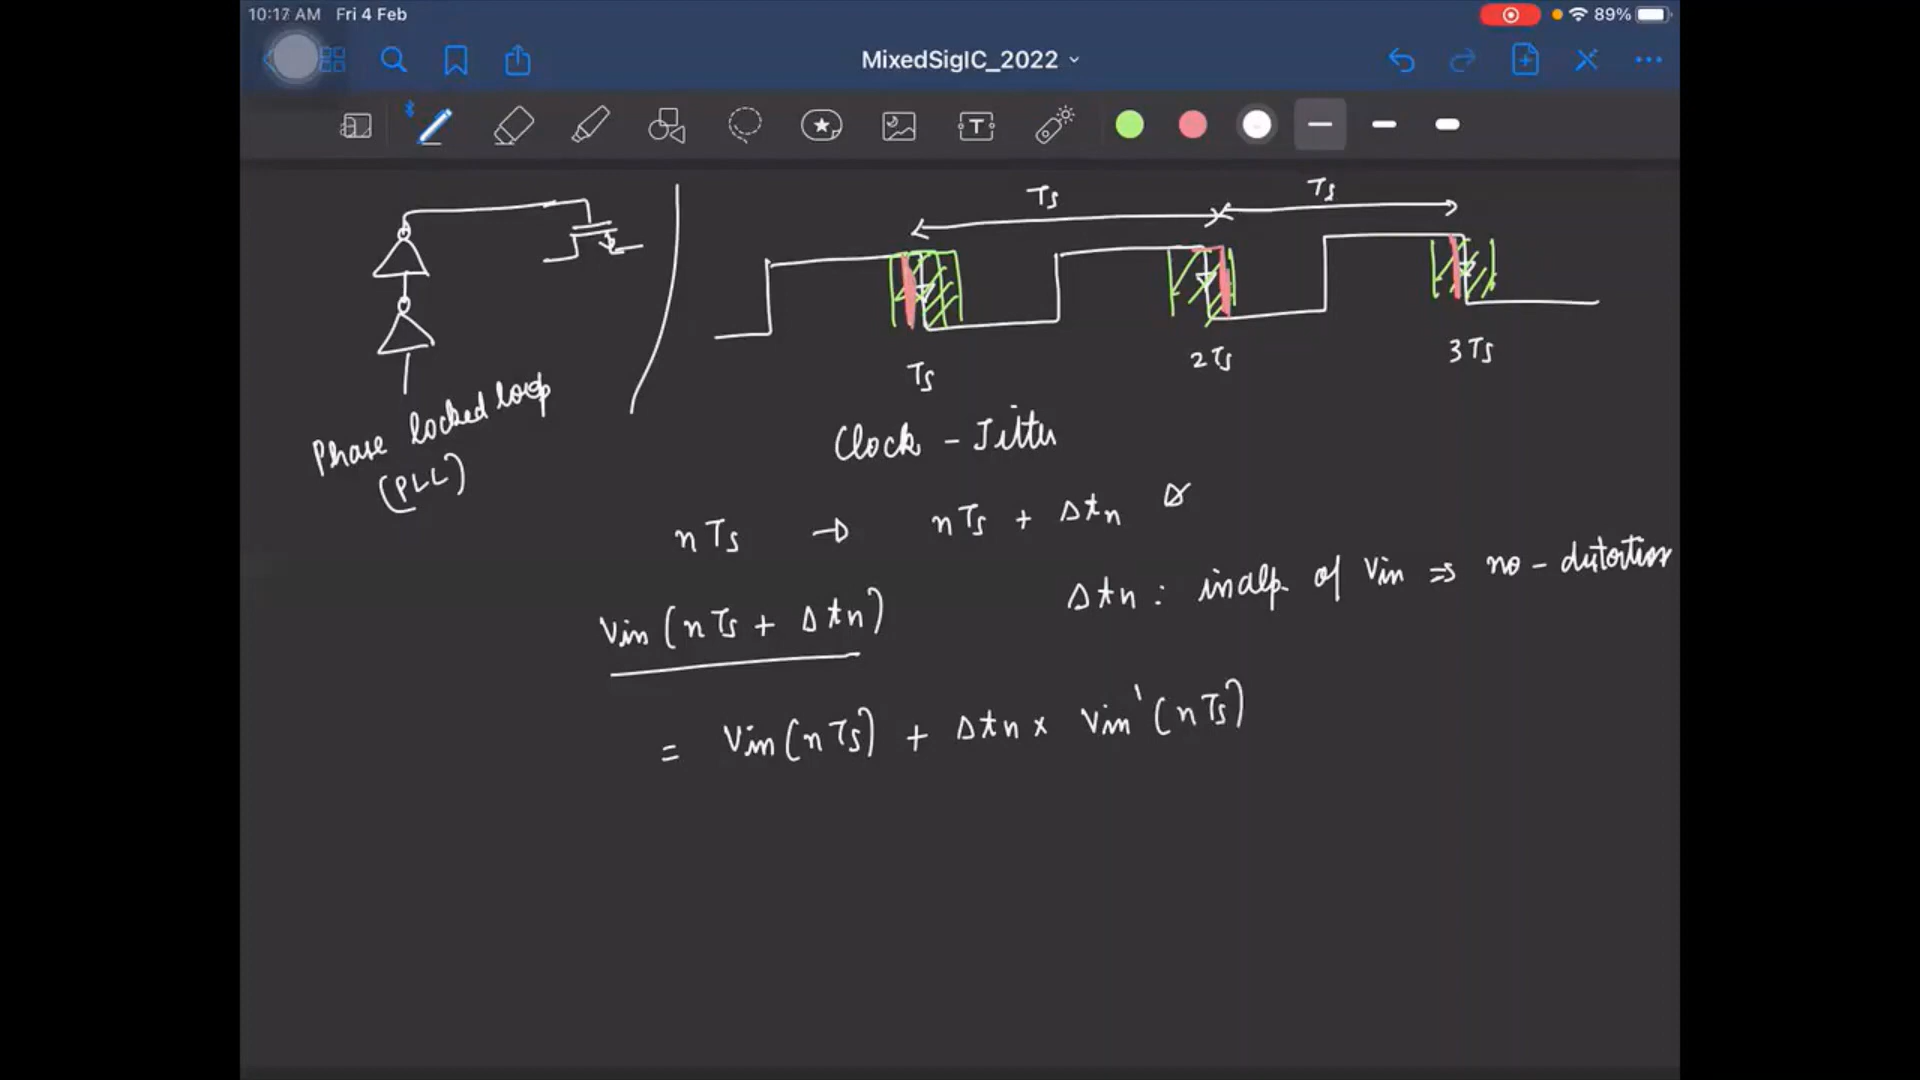 10:17 AM Fri 4 Feb
89%
MixedSigIC_2022
Ts
Ts
Ts
2Ts
3Ts
Phase locked loop
(PLL)
Clock - Jitter
nTs → nTs + Δtn
Δtn : indep. of Vin ⇒ no-distortion
Vin(nTs + Δtn)
= Vin(nTs) + Δtn × Vin'(nTs)